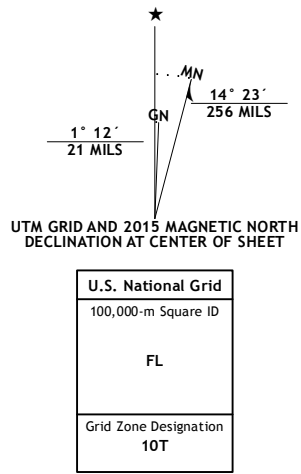 MN
GN
14° 23´
256 MILS
1° 12´
21 MILS
UTM GRID AND 2015 MAGNETIC NORTH
DECLINATION AT CENTER OF SHEET
U.S. National Grid
100,000-m Square ID
FL
Grid Zone Designation
10T